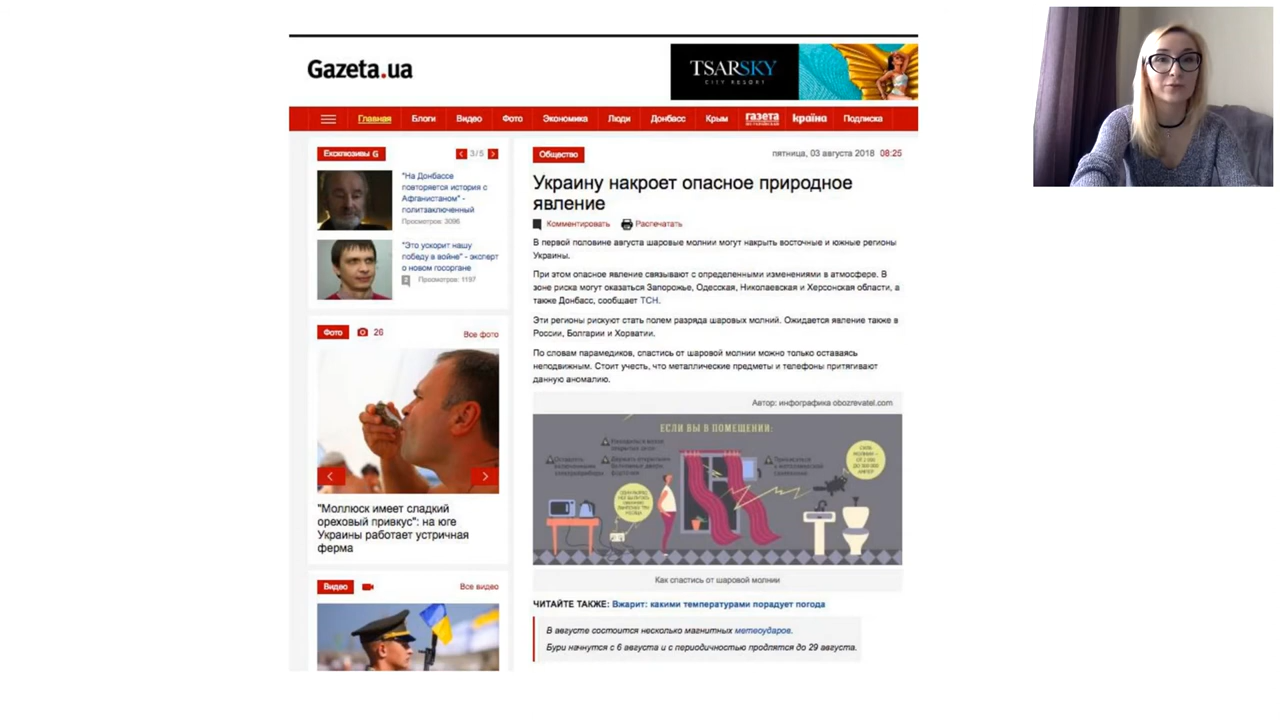 Gazeta.ua
TSARSKY
CITY RESORT
Главная Блоги Видео Фото Экономика Люди Донбасс Крым газета країна Подписка
Эксклюзивы G
3/5
"На Донбассе
повторяется история с
Афганистаном" -
политзаключенный
Просмотров: 3096
"Это ускорит нашу
победу в войне" - эксперт
о новом госоргане
2 Просмотров: 1197
Фото 26 Все фото
"Моллюск имеет сладкий
ореховый привкус": на юге
Украины работает устричная
ферма
Видео Все видео
Общество
пятница, 03 августа 2018 08:25
Украину накроет опасное природное
явление
Комментировать Распечатать
В первой половине августа шаровые молнии могут накрыть восточные и южные регионы
Украины.
При этом опасное явление связывают с определенными изменениями в атмосфере. В
зоне риска могут оказаться Запорожье, Одесская, Николаевская и Херсонская области, а
также Донбасс, сообщает ТСН.
Эти регионы рискуют стать полем разряда шаровых молний. Ожидается явление также в
России, Болгарии и Хорватии.
По словам парамедиков, спастись от шаровой молнии можно только оставаясь
неподвижным. Стоит учесть, что металлические предметы и телефоны притягивают
данную аномалию.
Автор: инфографика obozrevatel.com
ЕСЛИ ВЫ В ПОМЕЩЕНИИ:
Как спастись от шаровой молнии
ЧИТАЙТЕ ТАКЖЕ: Вжарит: какими температурами порадует погода
В августе состоится несколько магнитных метеоударов.
Бури начнутся с 6 августа и с периодичностью продлятся до 29 августа.